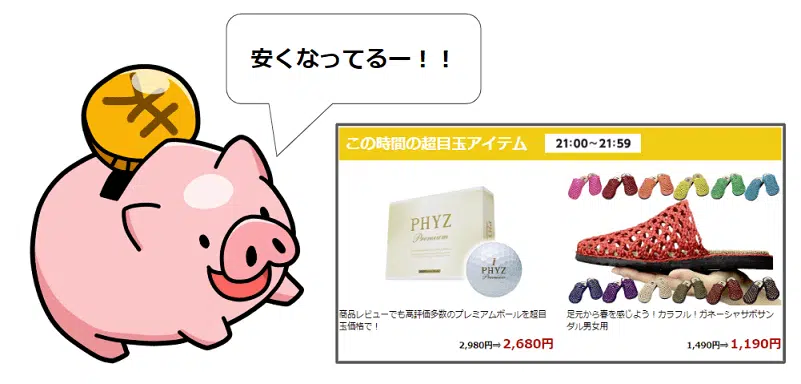 安くなってるー！！
この時間の超目玉アイテム 21:00～21:59
PHYZ
Premium
PHYZ
Premium
商品レビューでも高評価多数のプレミアムボールを超目
玉価格で！
2,980円⇒2,680円
足元から春を感じよう！カラフル！ガネーシャサボサン
ダル男女用
1,490円⇒1,190円